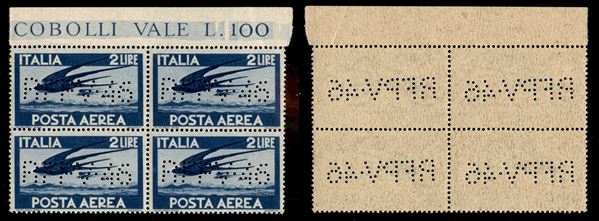 COBOLLI VALE L.100
ITALIA 2 LIRE ITALIA 2 LIRE
POSTA AEREA POSTA AEREA
ITALIA 2 LIRE ITALIA 2 LIRE
POSTA AEREA POSTA AEREA